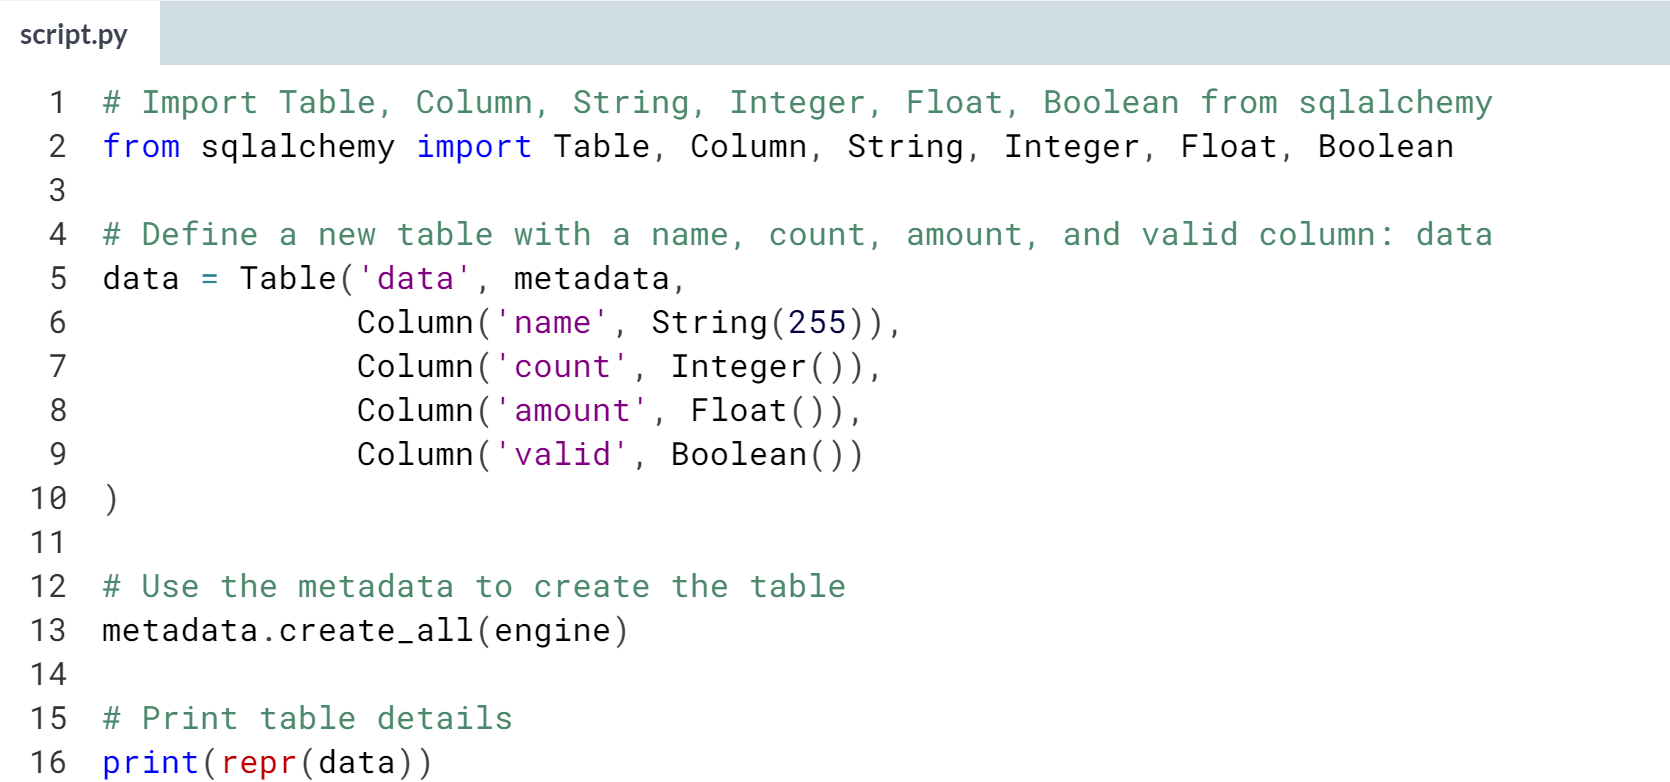 script.py
1 # Import Table, Column, String, Integer, Float, Boolean from sqlalchemy
2 from sqlalchemy import Table, Column, String, Integer, Float, Boolean
3
4 # Define a new table with a name, count, amount, and valid column: data
5 data = Table('data', metadata,
6              Column('name', String(255)),
7              Column('count', Integer()),
8              Column('amount', Float()),
9              Column('valid', Boolean())
10 )
11
12 # Use the metadata to create the table
13 metadata.create_all(engine)
14
15 # Print table details
16 print(repr(data))